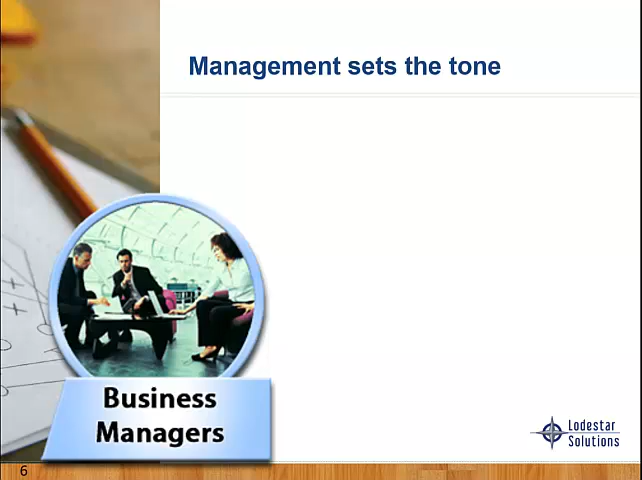 Management sets the tone
Business
Managers
Lodestar
Solutions
6